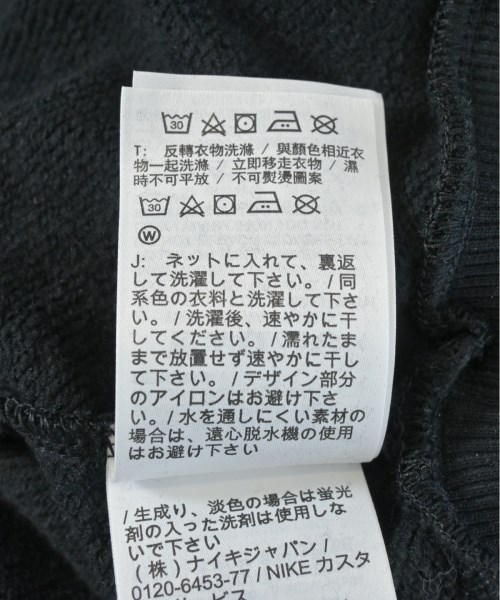 30
T: 反轉衣物洗滌 / 與顏色相近衣
物一起洗滌 / 立即移走衣物 / 濕
時不可平放 / 不可熨燙圖案
30
W
J: ネットに入れて、裏返
して洗濯して下さい。/ 同
系色の衣料と洗濯して下さ
い。/ 洗濯後、速やかに干
してください。/ 濡れたま
まで放置せず速やかに干し
て下さい。/ デザイン部分
のアイロンはお避け下さ
い。/ 水を通しにくい素材の
場合は、遠心脱水機の使用
はお避け下さい
/ 生成り、淡色の場合は蛍光
剤の入った洗剤は使用しな
いで下さい
(株) ナイキジャパン /
0120-6453-77 / NIKE カスタ
サービス